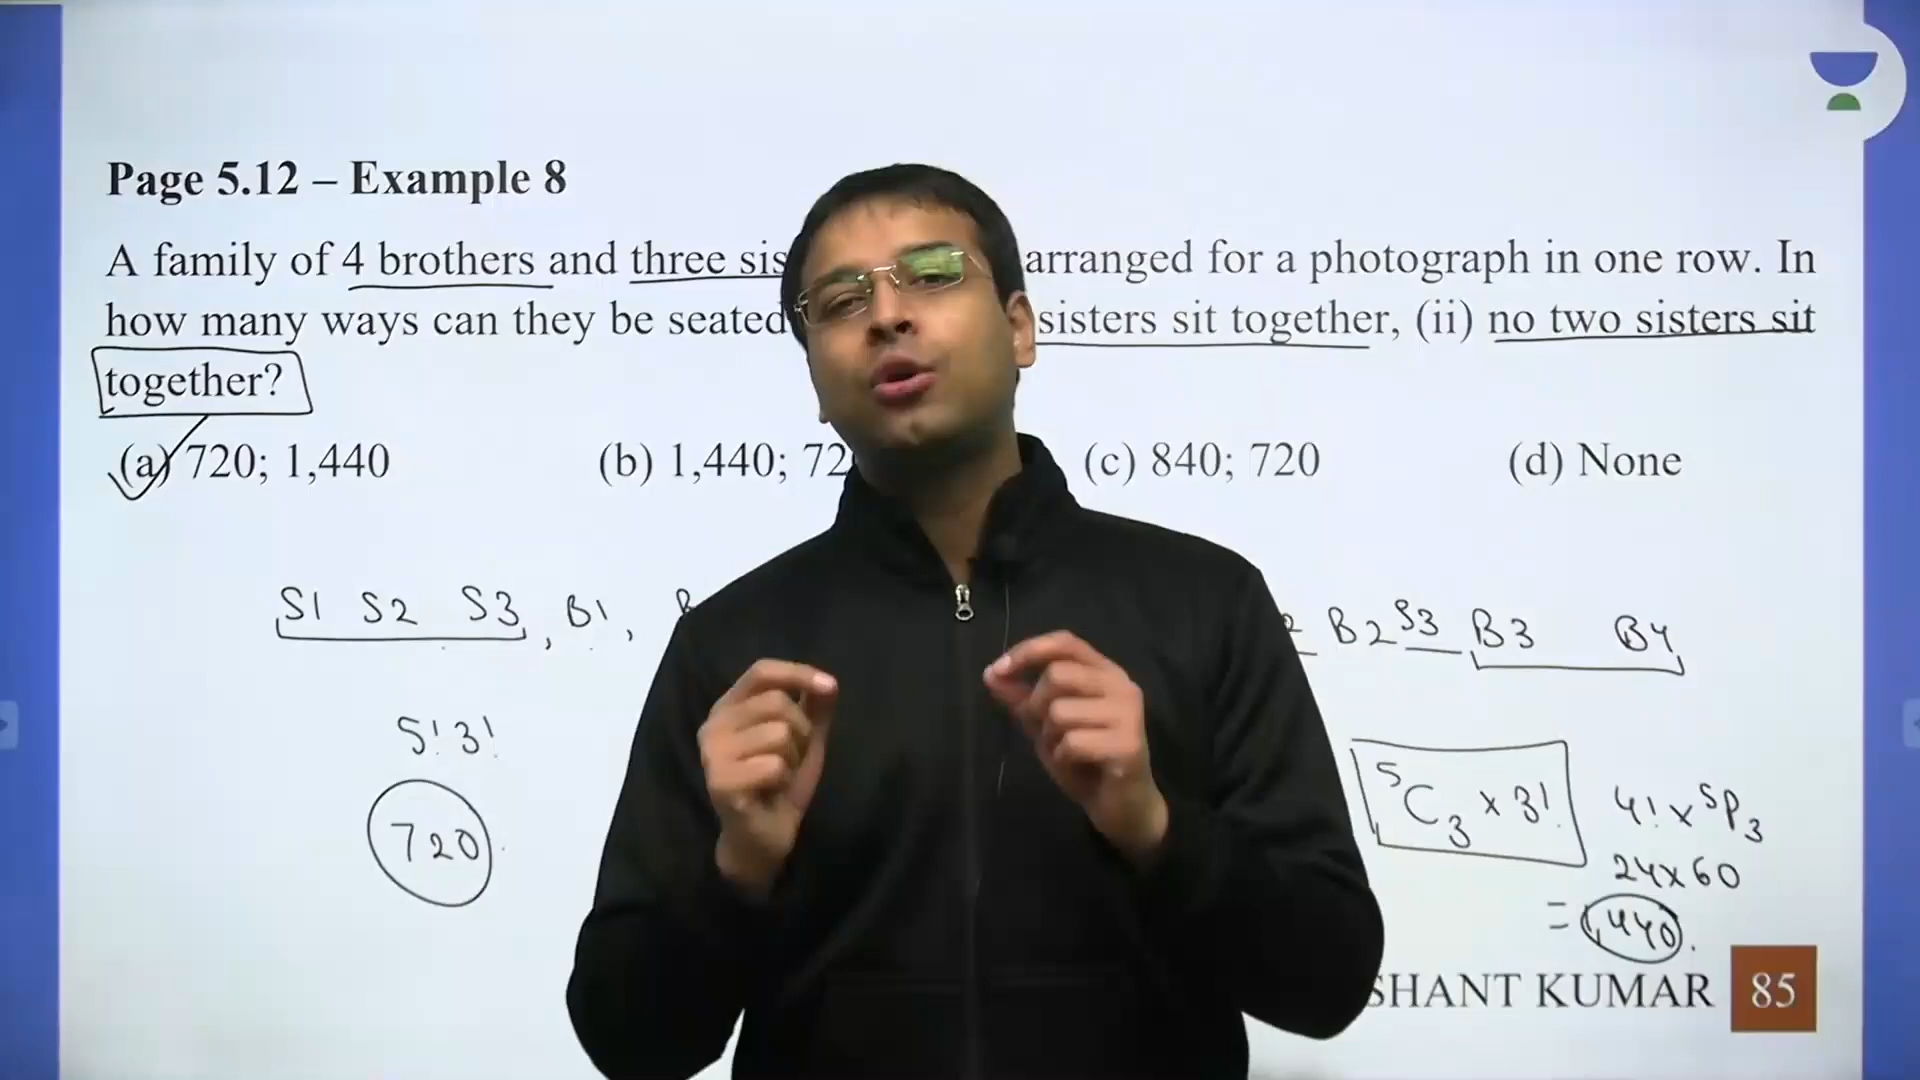 Page 5.12 – Example 8
A family of 4 brothers and three sis arranged for a photograph in one row. In
how many ways can they be seated sisters sit together, (ii) no two sisters sit
together?
(a) 720; 1,440 (b) 1,440; 72 (c) 840; 720 (d) None
S1 S2 S3, B1, B2 S3 B3 B4
5! 3!
720
5C3 x 3! 4! x 5P3
24x60
= 1,440.
SHANT KUMAR 85